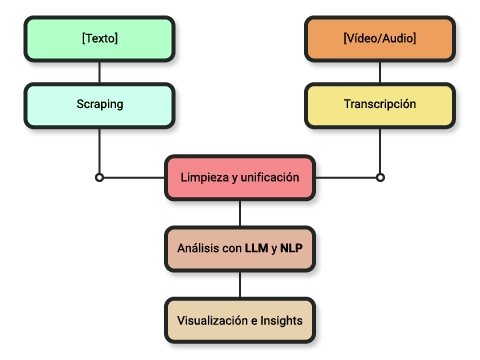 [Texto]
[Vídeo/Audio]
Scraping
Transcripción
Limpieza y unificación
Análisis con LLM y NLP
Visualización e Insights